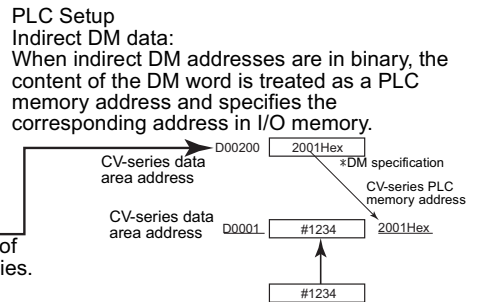 PLC Setup
Indirect DM data:
When indirect DM addresses are in binary, the
content of the DM word is treated as a PLC
memory address and specifies the
corresponding address in I/O memory.
D00200 2001Hex
*DM specification
CV-series data
area address
CV-series PLC
memory address
CV-series data
area address
D0001 #1234 2001Hex
of
ies.
#1234